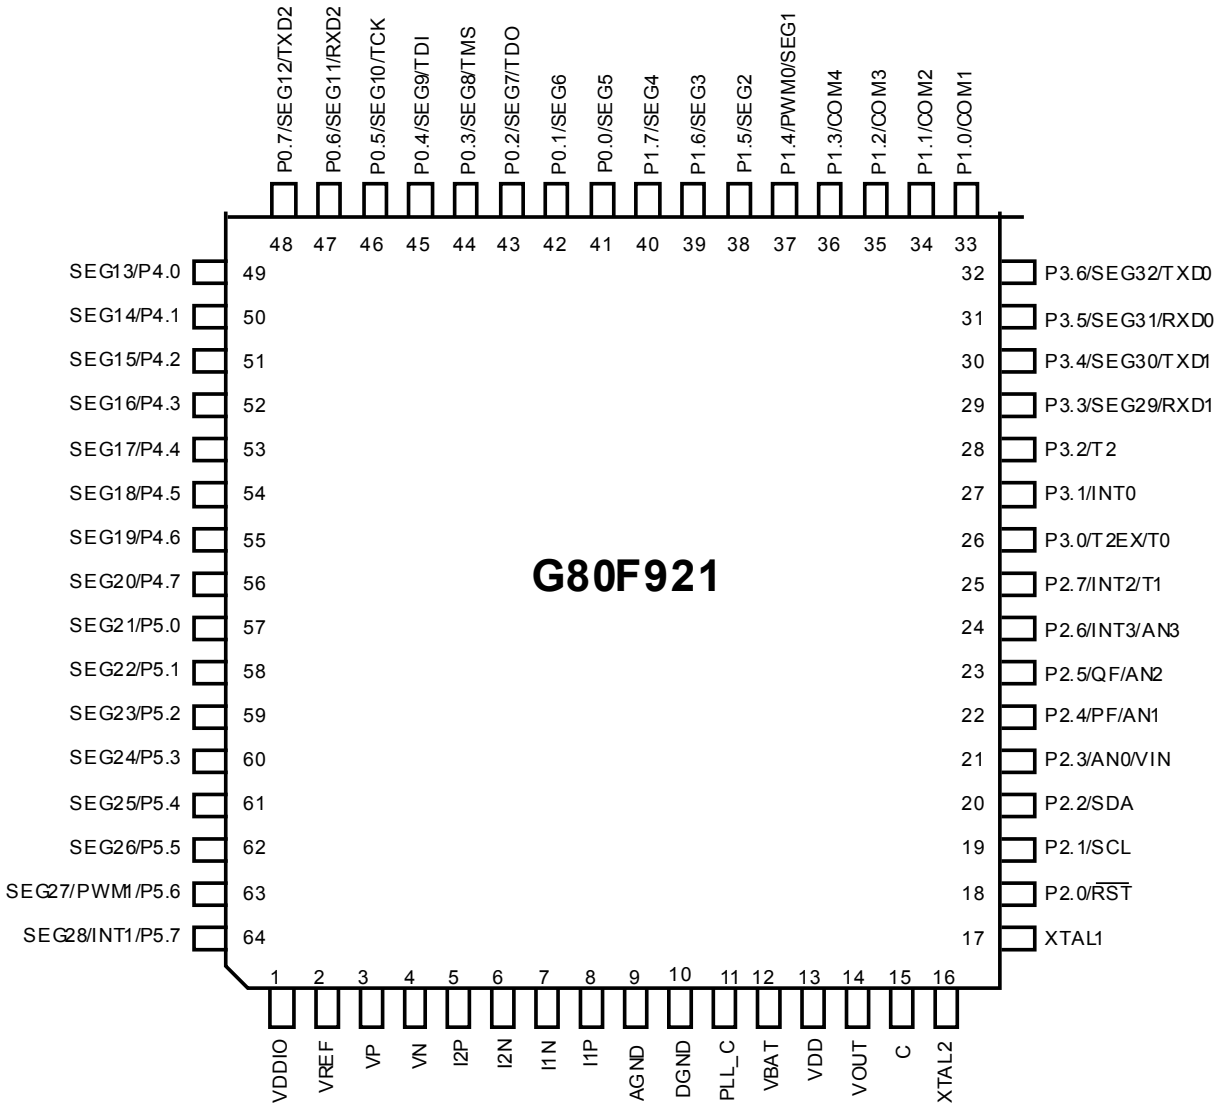 P0.7/SEG12/TXD2
P0.6/SEG11/RXD2
P0.5/SEG10/TCK
P0.4/SEG9/TDI
P0.3/SEG8/TMS
P0.2/SEG7/TDO
P0.1/SEG6
P0.0/SEG5
P1.7/SEG4
P1.6/SEG3
P1.5/SEG2
P1.4/PWM0/SEG1
P1.3/COM4
P1.2/COM3
P1.1/COM2
P1.0/COM1
48 47 46 45 44 43 42 41 40 39 38 37 36 35 34 33
SEG13/P4.0 49 32 P3.6/SEG32/TXD0
SEG14/P4.1 50 31 P3.5/SEG31/RXD0
SEG15/P4.2 51 30 P3.4/SEG30/TXD1
SEG16/P4.3 52 29 P3.3/SEG29/RXD1
SEG17/P4.4 53 28 P3.2/T2
SEG18/P4.5 54 27 P3.1/INT0
SEG19/P4.6 55 26 P3.0/T2EX/T0
G80F921
SEG20/P4.7 56 25 P2.7/INT2/T1
SEG21/P5.0 57 24 P2.6/INT3/AN3
SEG22/P5.1 58 23 P2.5/QF/AN2
SEG23/P5.2 59 22 P2.4/PF/AN1
SEG24/P5.3 60 21 P2.3/AN0/VIN
SEG25/P5.4 61 20 P2.2/SDA
SEG26/P5.5 62 19 P2.1/SCL
SEG27/PWM1/P5.6 63 18 P2.0/R̅S̅T̅
SEG28/INT1/P5.7 64 17 XTAL1
1 2 3 4 5 6 7 8 9 10 11 12 13 14 15 16
VDDIO
VREF
VP
VN
I2P
I2N
I1N
I1P
AGND
DGND
PLL_C
VBAT
VDD
VOUT
C
XTAL2